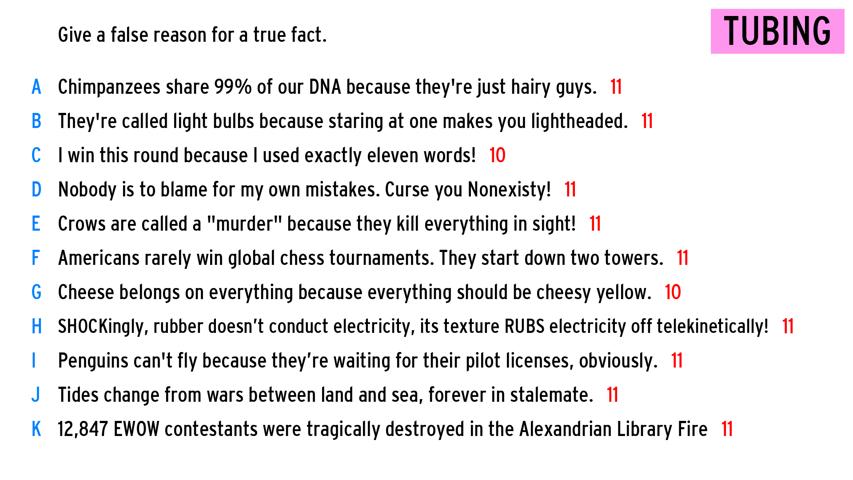 Give a false reason for a true fact.
TUBING
A Chimpanzees share 99% of our DNA because they're just hairy guys. 11
B They're called light bulbs because staring at one makes you lightheaded. 11
C I win this round because I used exactly eleven words! 10
D Nobody is to blame for my own mistakes. Curse you Nonexisty! 11
E Crows are called a "murder" because they kill everything in sight! 11
F Americans rarely win global chess tournaments. They start down two towers. 11
G Cheese belongs on everything because everything should be cheesy yellow. 10
H SHOCKingly, rubber doesn’t conduct electricity, its texture RUBS electricity off telekinetically! 11
I Penguins can't fly because they’re waiting for their pilot licenses, obviously. 11
J Tides change from wars between land and sea, forever in stalemate. 11
K 12,847 EWOW contestants were tragically destroyed in the Alexandrian Library Fire 11